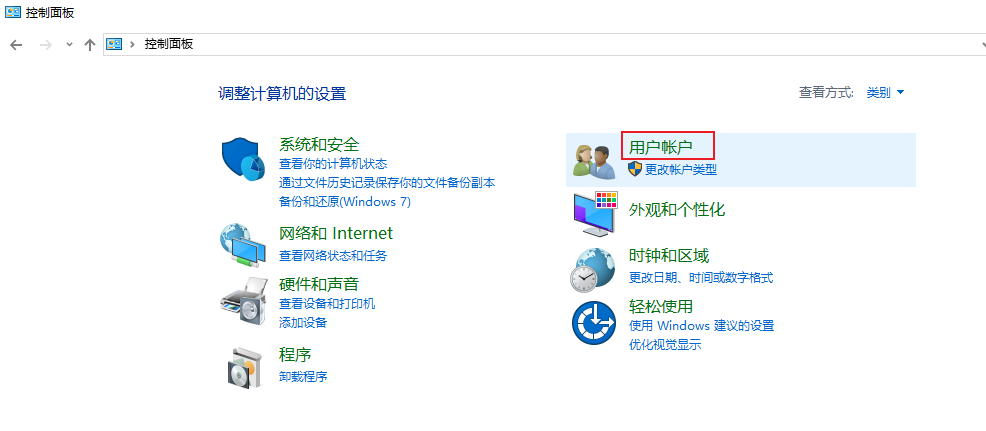 控制面板
控制面板
调整计算机的设置
查看方式: 类别
系统和安全
查看你的计算机状态
通过文件历史记录保存你的文件备份副本
备份和还原(Windows 7)
网络和 Internet
查看网络状态和任务
硬件和声音
查看设备和打印机
添加设备
程序
卸载程序
用户帐户
更改帐户类型
外观和个性化
时钟和区域
更改日期、时间或数字格式
轻松使用
使用 Windows 建议的设置
优化视觉显示